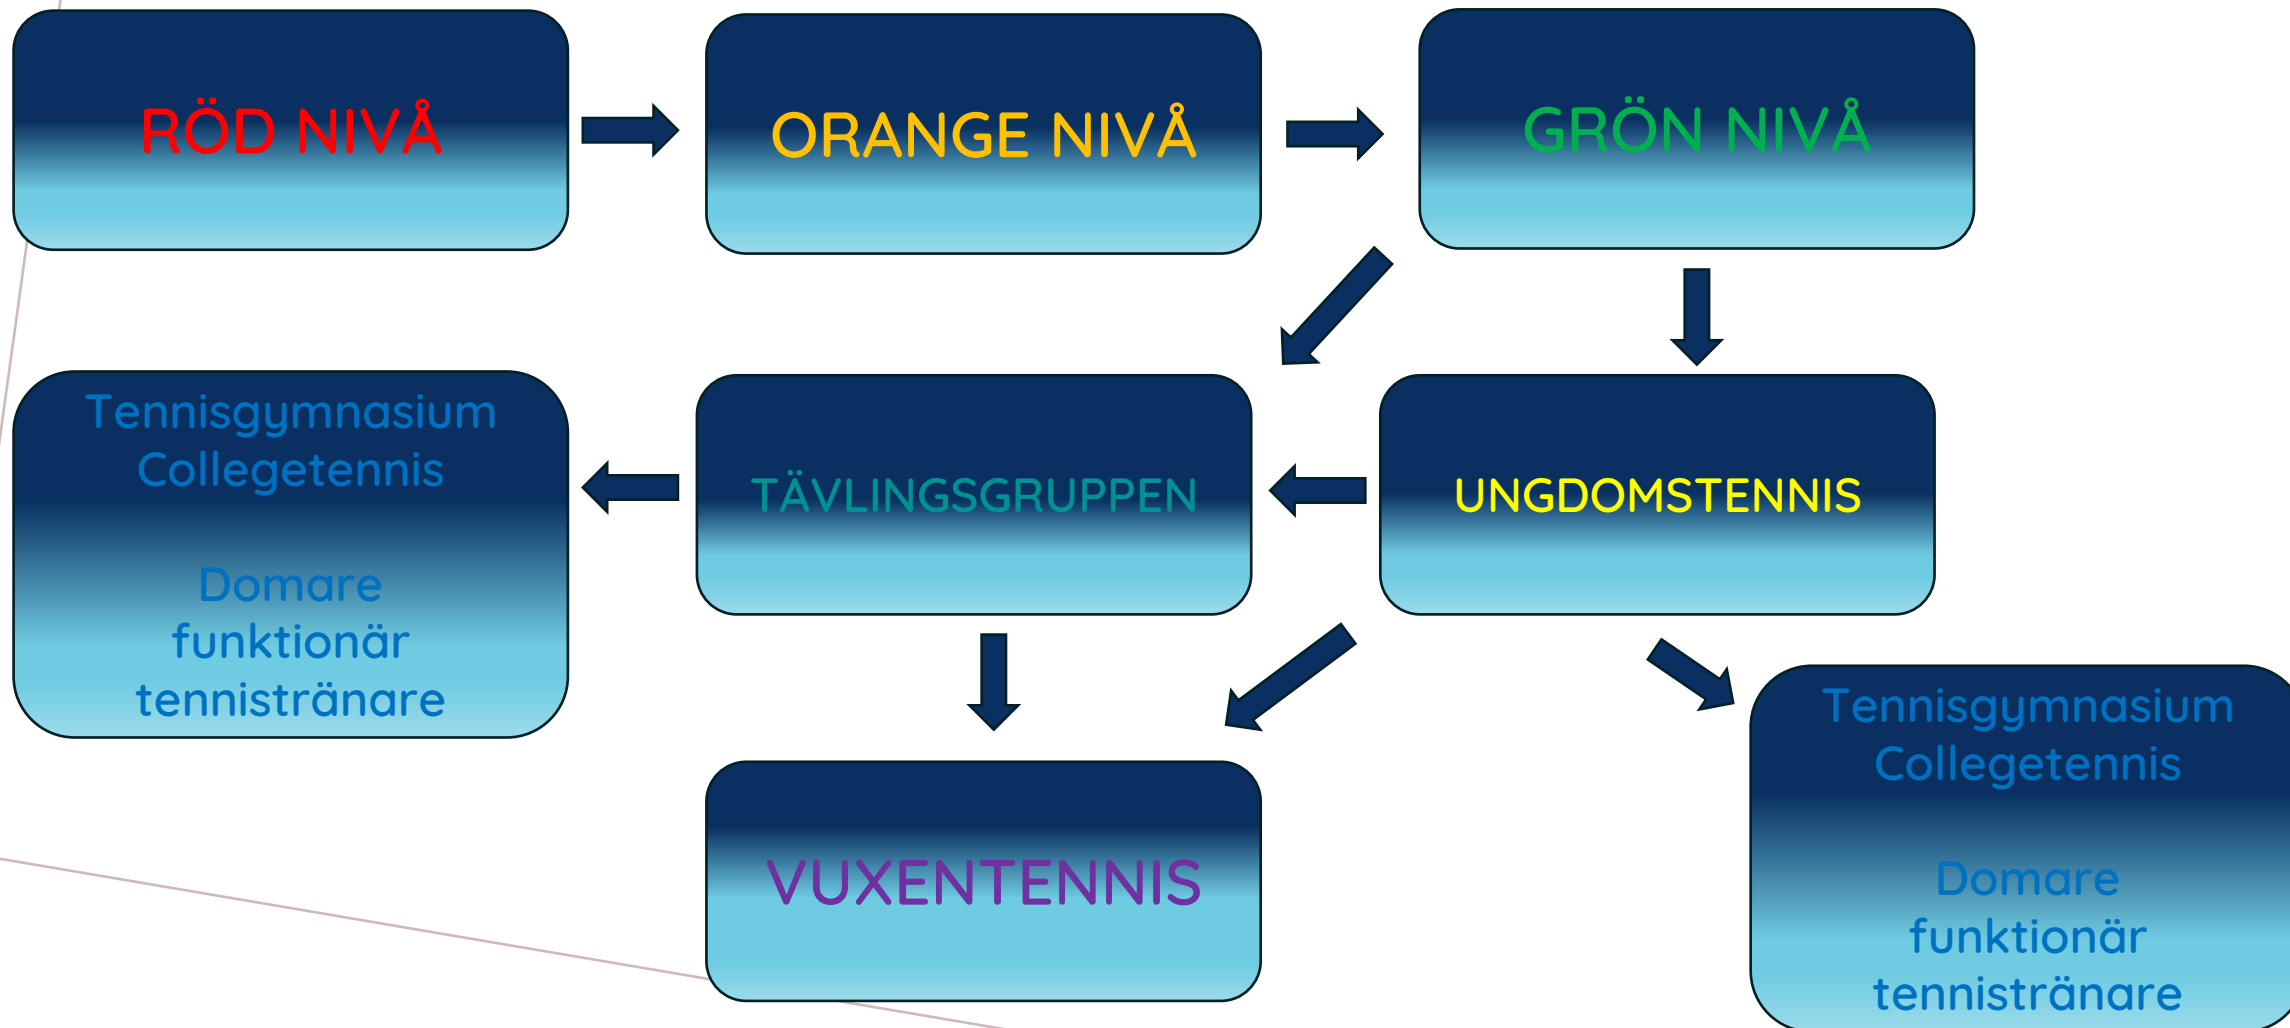 RÖD NIVÅ
ORANGE NIVÅ
GRÖN NIVÅ
Tennisgymnasium
Collegetennis
Domare
funktionär
tennistränare
TÄVLINGSGRUPPEN
UNGDOMSTENNIS
VUXENTENNIS
Tennisgymnasium
Collegetennis
Domare
funktionär
tennistränare